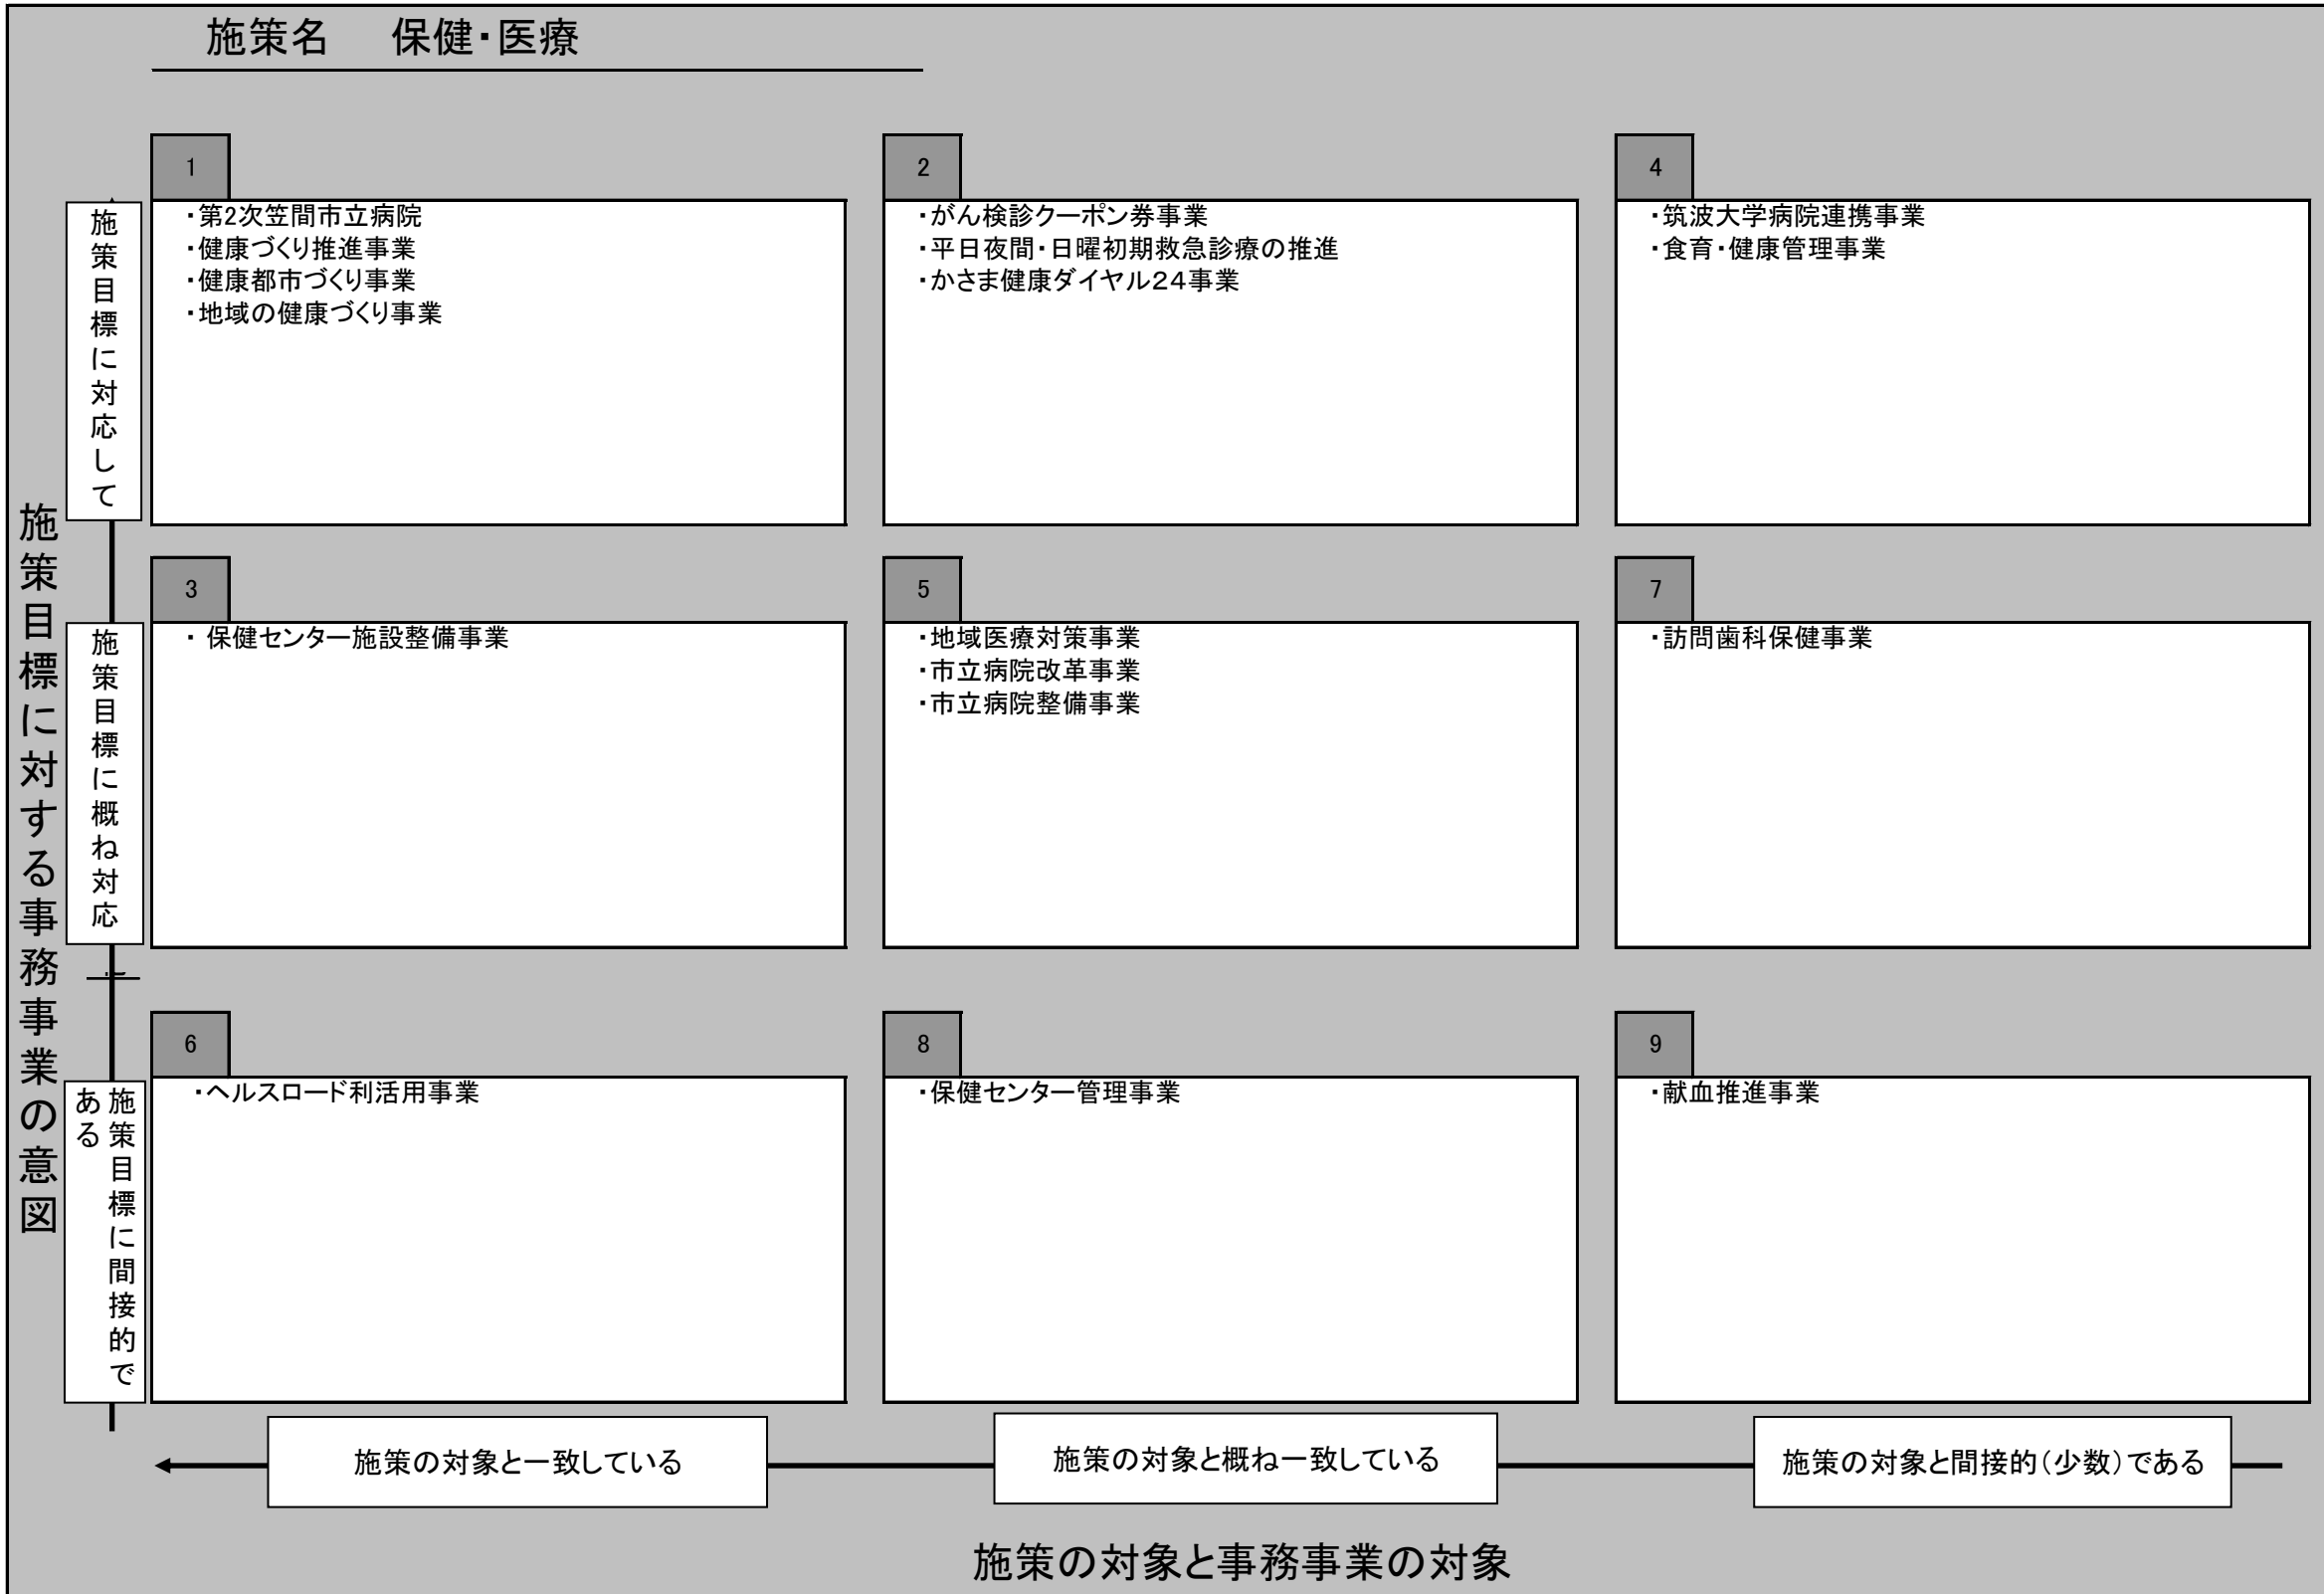 施策名　保健・医療
施策目標に対する事務事業の意図
施策目標に対応して
1
・第2次笠間市立病院
・健康づくり推進事業
・健康都市づくり事業
・地域の健康づくり事業
2
・がん検診クーポン券事業
・平日夜間・日曜初期救急診療の推進
・かさま健康ダイヤル24事業
4
・筑波大学病院連携事業
・食育・健康管理事業
施策目標に概ね対応
3
・ 保健センター施設整備事業
5
・地域医療対策事業
・市立病院改革事業
・市立病院整備事業
7
・訪問歯科保健事業
施策目標に間接的で
ある
6
・ヘルスロード利活用事業
8
・保健センター管理事業
9
・献血推進事業
施策の対象と一致している
施策の対象と概ね一致している
施策の対象と間接的（少数）である
施策の対象と事務事業の対象